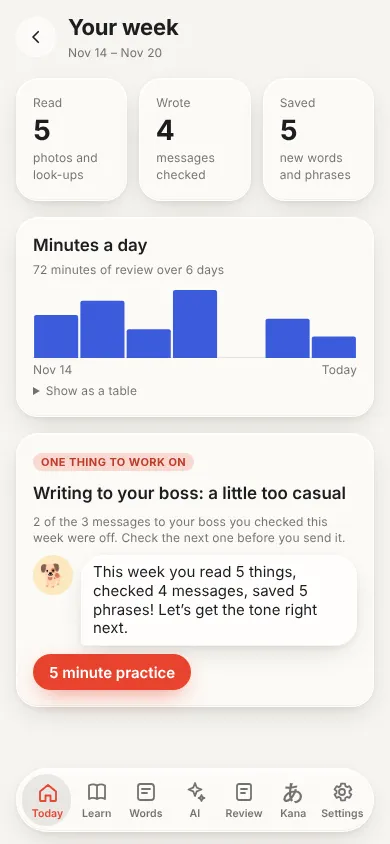 Your week
Nov 14 – Nov 20
Read
5
photos and
look-ups
Wrote
4
messages
checked
Saved
5
new words
and phrases
Minutes a day
72 minutes of review over 6 days
Nov 14
Today
Show as a table
ONE THING TO WORK ON
Writing to your boss: a little too casual
2 of the 3 messages to your boss you checked this
week were off. Check the next one before you send it.
This week you read 5 things,
checked 4 messages, saved 5
phrases! Let’s get the tone right
next.
5 minute practice
Today
Learn
Words
AI
Review
あ
Kana
Settings